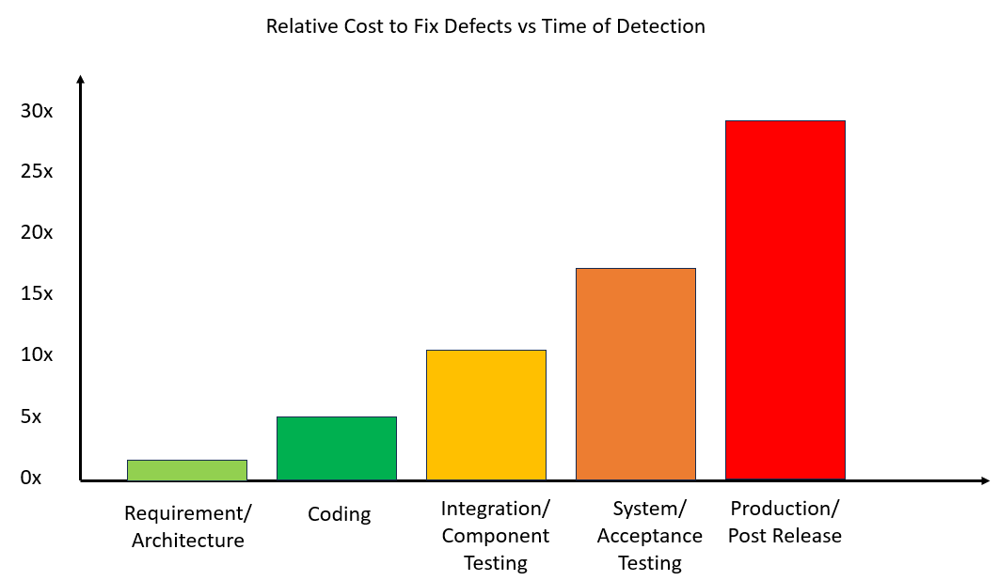 Relative Cost to Fix Defects vs Time of Detection
30x
25x
20x
15x
10x
5x
0x
Requirement/
Architecture
Coding
Integration/
Component
Testing
System/
Acceptance
Testing
Production/
Post Release